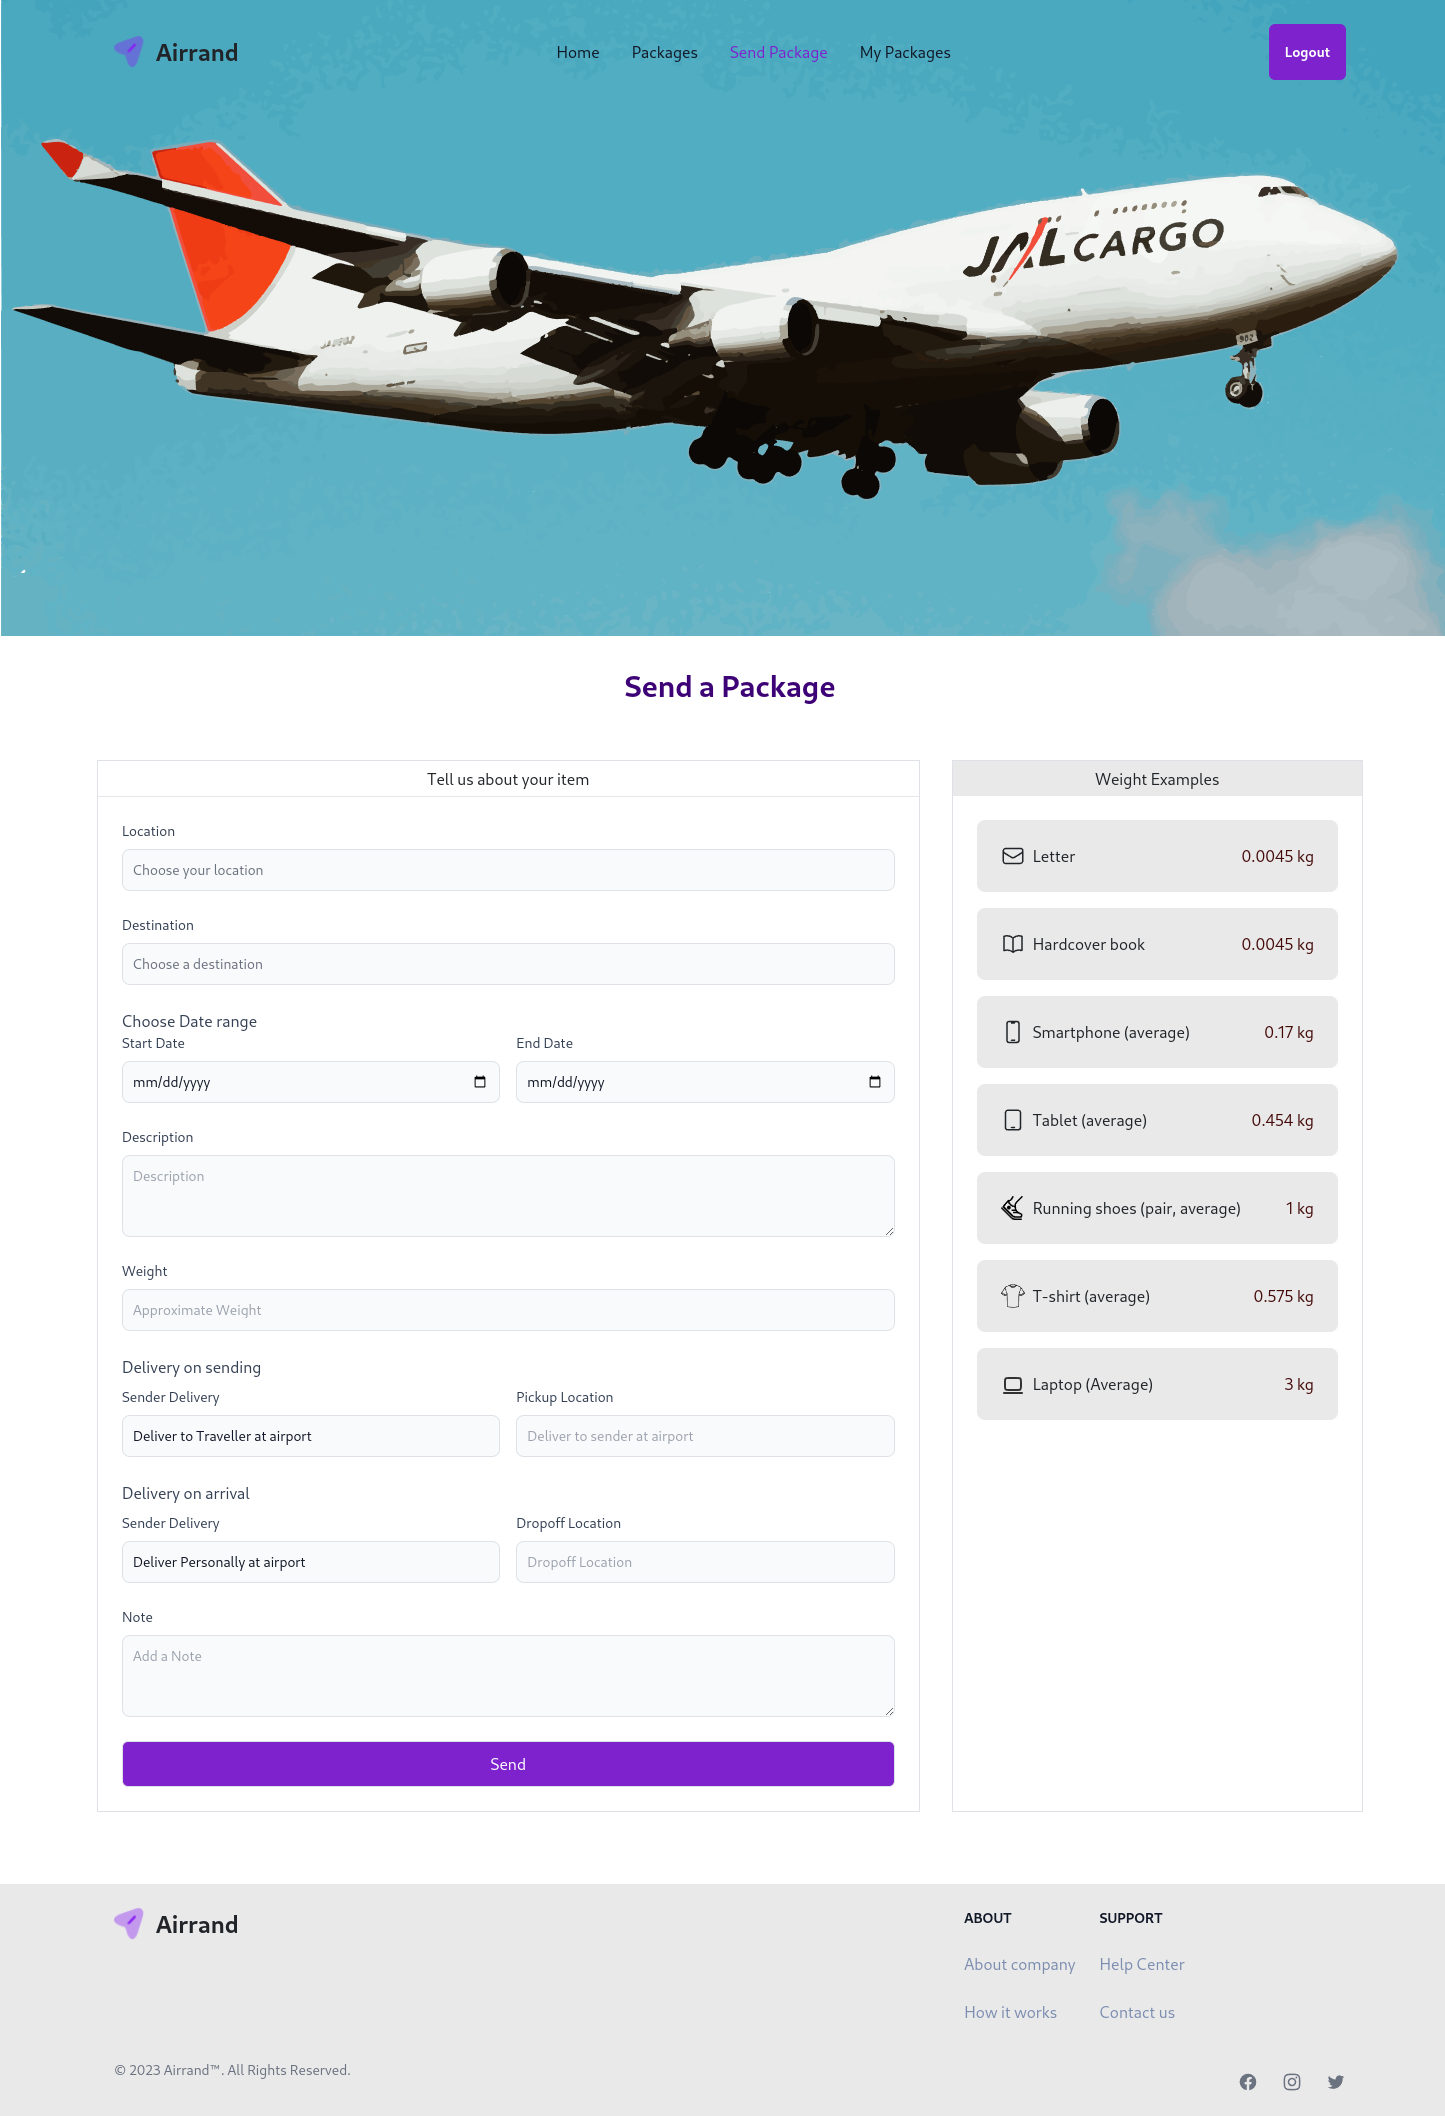 Airrand
Home Packages Send Package My Packages
Logout
JAL CARGO
902
Send a Package
Tell us about your item
Location
Choose your location
Destination
Choose a destination
Choose Date range
Start Date End Date
mm/dd/yyyy mm/dd/yyyy
Description
Description
Weight
Approximate Weight
Delivery on sending
Sender Delivery Pickup Location
Deliver to Traveller at airport Deliver to sender at airport
Delivery on arrival
Sender Delivery Dropoff Location
Deliver Personally at airport Dropoff Location
Note
Add a Note
Send
Weight Examples
Letter 0.0045 kg
Hardcover book 0.0045 kg
Smartphone (average) 0.17 kg
Tablet (average) 0.454 kg
Running shoes (pair, average) 1 kg
T-shirt (average) 0.575 kg
Laptop (Average) 3 kg
Airrand
ABOUT SUPPORT
About company Help Center
How it works Contact us
© 2023 Airrand™. All Rights Reserved.